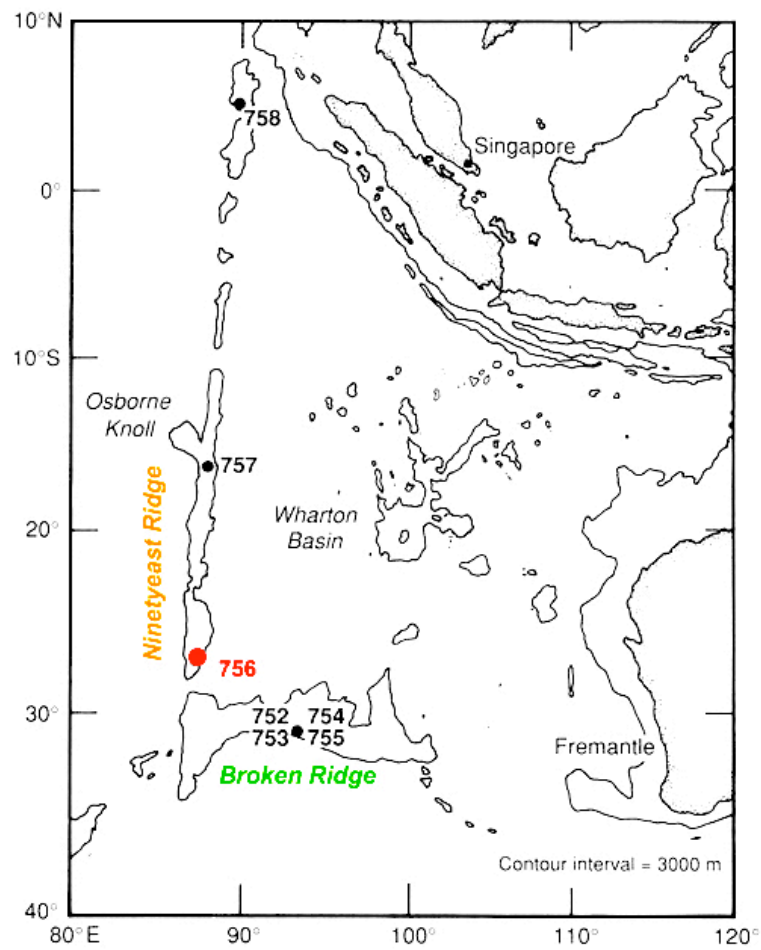 10°N
758
Singapore
0°
10°S
Osborne
Knoll
757
Ninetyeast Ridge
Wharton
Basin
20°
756
30°
752 754
753 755
Fremantle
Broken Ridge
Contour interval = 3000 m
40°
80°E 90° 100° 110° 120°